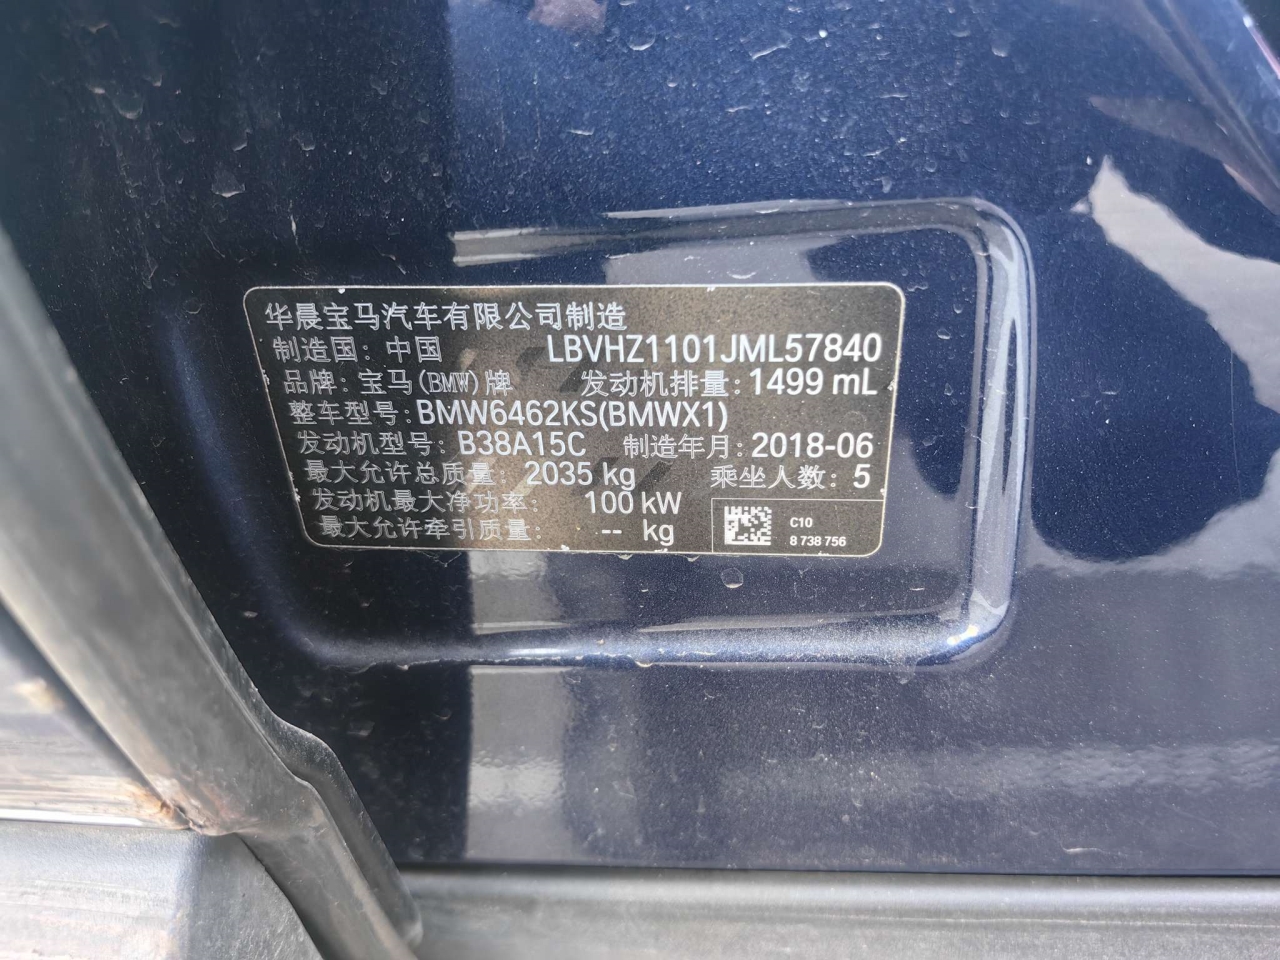 华晨宝马汽车有限公司制造
制造国：中国 LBVHZ1101JML57840
品牌：宝马(BMW)牌 发动机排量：1499 mL
整车型号：BMW6462KS(BMWX1)
发动机型号：B38A15C 制造年月：2018-06
最大允许总质量：2035 kg 乘坐人数：5
发动机最大净功率：100 kW
最大允许牵引质量：-- kg
C10
8 738 756